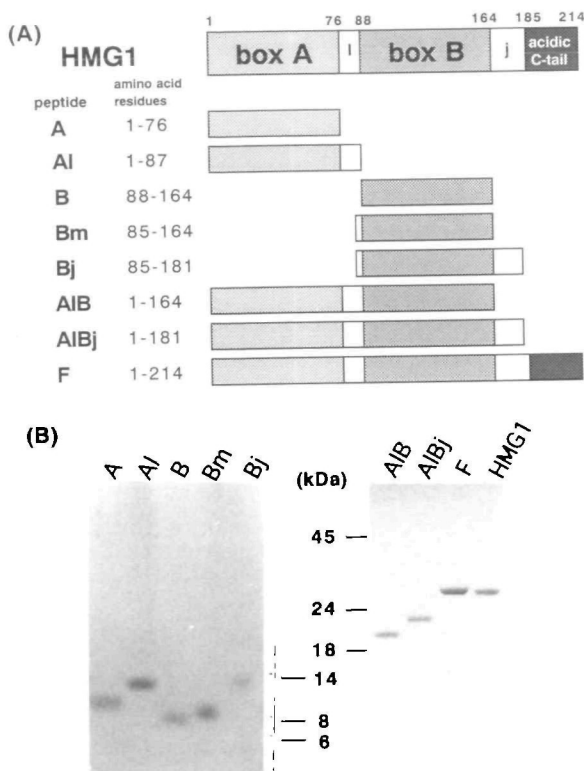 (A)
1 76 88 164 185 214
HMG1 box A l box B j acidic C-tail
peptide amino acid residues
A 1-76
Al 1-87
B 88-164
Bm 85-164
Bj 85-181
AlB 1-164
AlBj 1-181
F 1-214
(B)
A Al B Bm Bj (kDa) AlB AlBj F HMG1
45
24
18
14
8
6